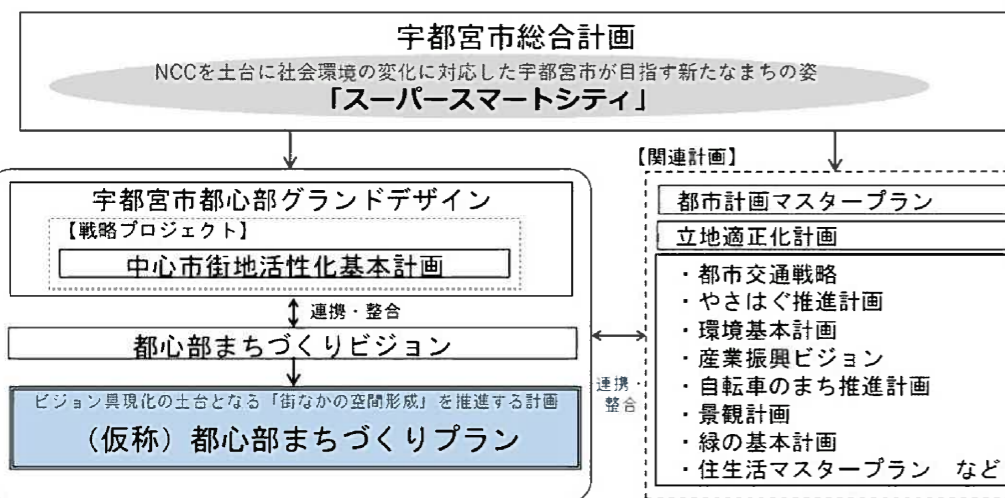 宇都宮市総合計画
NCCを土台に社会環境の変化に対応した宇都宮市が目指す新たなまちの姿
「スーパースマートシティ」
宇都宮市都心部グランドデザイン
【戦略プロジェクト】
中心市街地活性化基本計画
連携・整合
都心部まちづくりビジョン
ビジョン具現化の土台となる「街なかの空間形成」を推進する計画
（仮称）都心部まちづくりプラン
連携・
整合
【関連計画】
都市計画マスタープラン
立地適正化計画
・都市交通戦略
・やさはぐ推進計画
・環境基本計画
・産業振興ビジョン
・自転車のまち推進計画
・景観計画
・緑の基本計画
・住生活マスタープラン　など